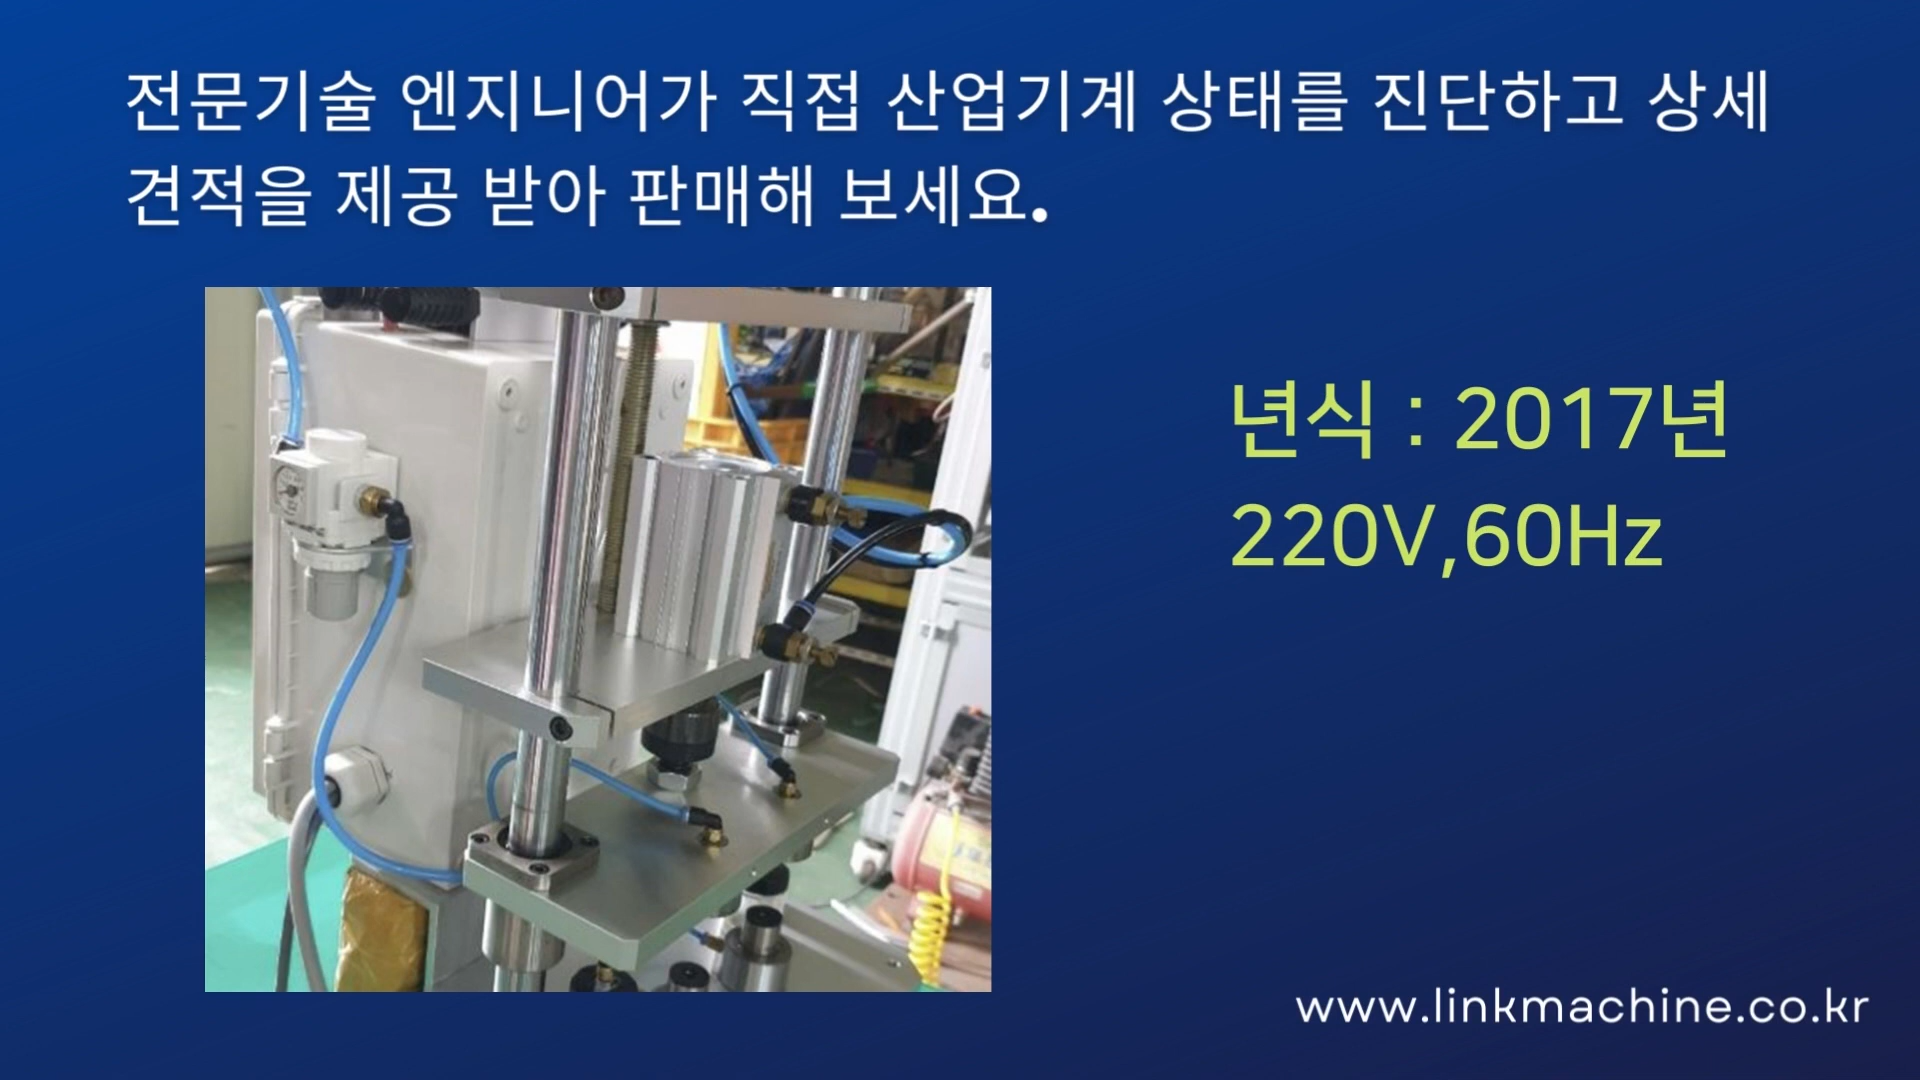 전문기술 엔지니어가 직접 산업기계 상태를 진단하고 상세
견적을 제공 받아 판매해 보세요.
년식 : 2017년
220V,60Hz
www.linkmachine.co.kr